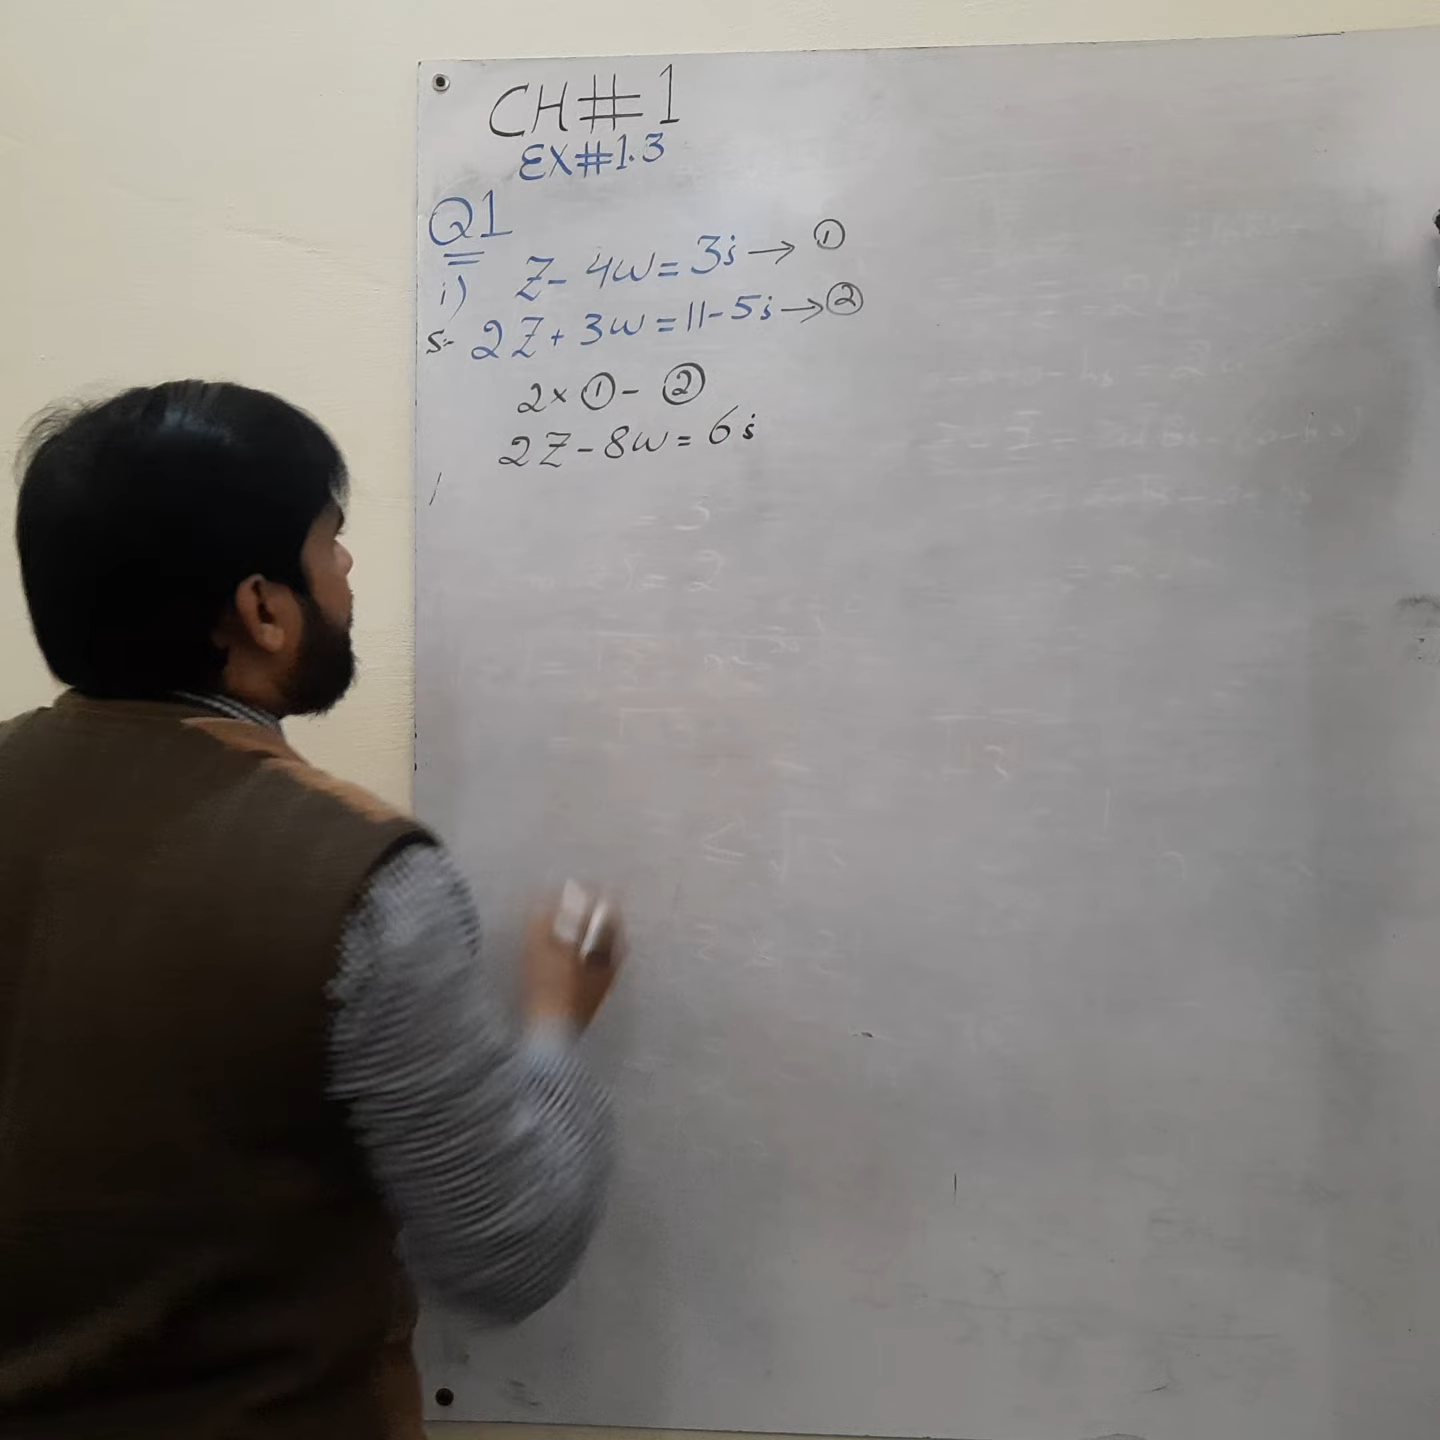 CH#1
EX#1.3
Q1
i) Z-4w=3i→①
S:- 2Z+3w=11-5i→②
2×①-②
2Z-8w=6i